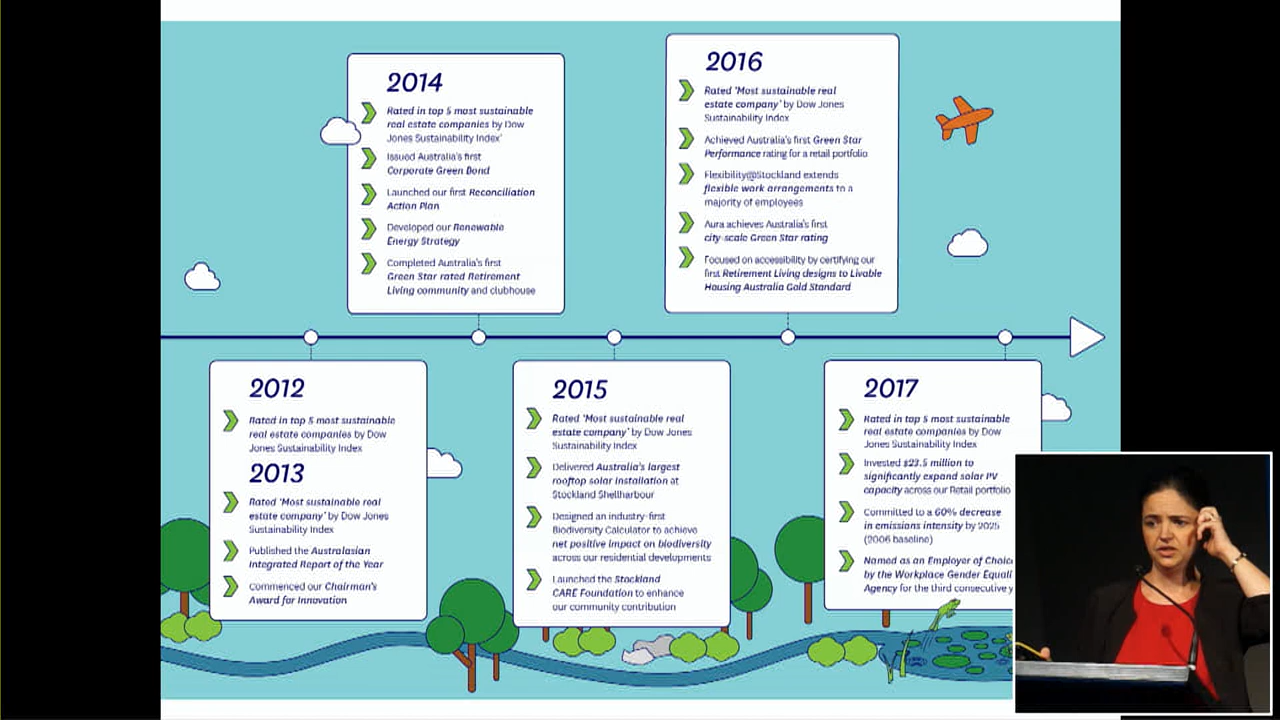 2014
Rated in top 5 most sustainable
real estate companies by Dow
Jones Sustainability Index'
Issued Australia's first
Corporate Green Bond
Launched our first Reconciliation
Action Plan
Developed our Renewable
Energy Strategy
Completed Australia's first
Green Star rated Retirement
Living community and clubhouse
2016
Rated 'Most sustainable real
estate company' by Dow Jones
Sustainability Index
Achieved Australia's first Green Star
Performance rating for a retail portfolio
Flexibility@Stockland extends
flexible work arrangements to a
majority of employees
Aura achieves Australia's first
city-scale Green Star rating
Focused on accessibility by certifying our
first Retirement Living designs to Livable
Housing Australia Gold Standard
2012
Rated in top 5 most sustainable
real estate companies by Dow
Jones Sustainability Index
2013
Rated 'Most sustainable real
estate company' by Dow Jones
Sustainability Index
Published the Australasian
Integrated Report of the Year
Commenced our Chairman's
Award for Innovation
2015
Rated 'Most sustainable real
estate company' by Dow Jones
Sustainability Index
Delivered Australia's largest
rooftop solar installation at
Stockland Shellharbour
Designed an industry-first
Biodiversity Calculator to achieve
net positive impact on biodiversity
across our residential developments
Launched the Stockland
CARE Foundation to enhance
our community contribution
2017
Rated in top 5 most sustainable
real estate companies by Dow
Jones Sustainability Index
Invested $23.5 million to
significantly expand solar PV
capacity across our Retail portfolio
Committed to a 60% decrease
in emissions intensity by 2025
(2006 baseline)
Named as an Employer of Choic
by the Workplace Gender Equali
Agency for the third consecutive y